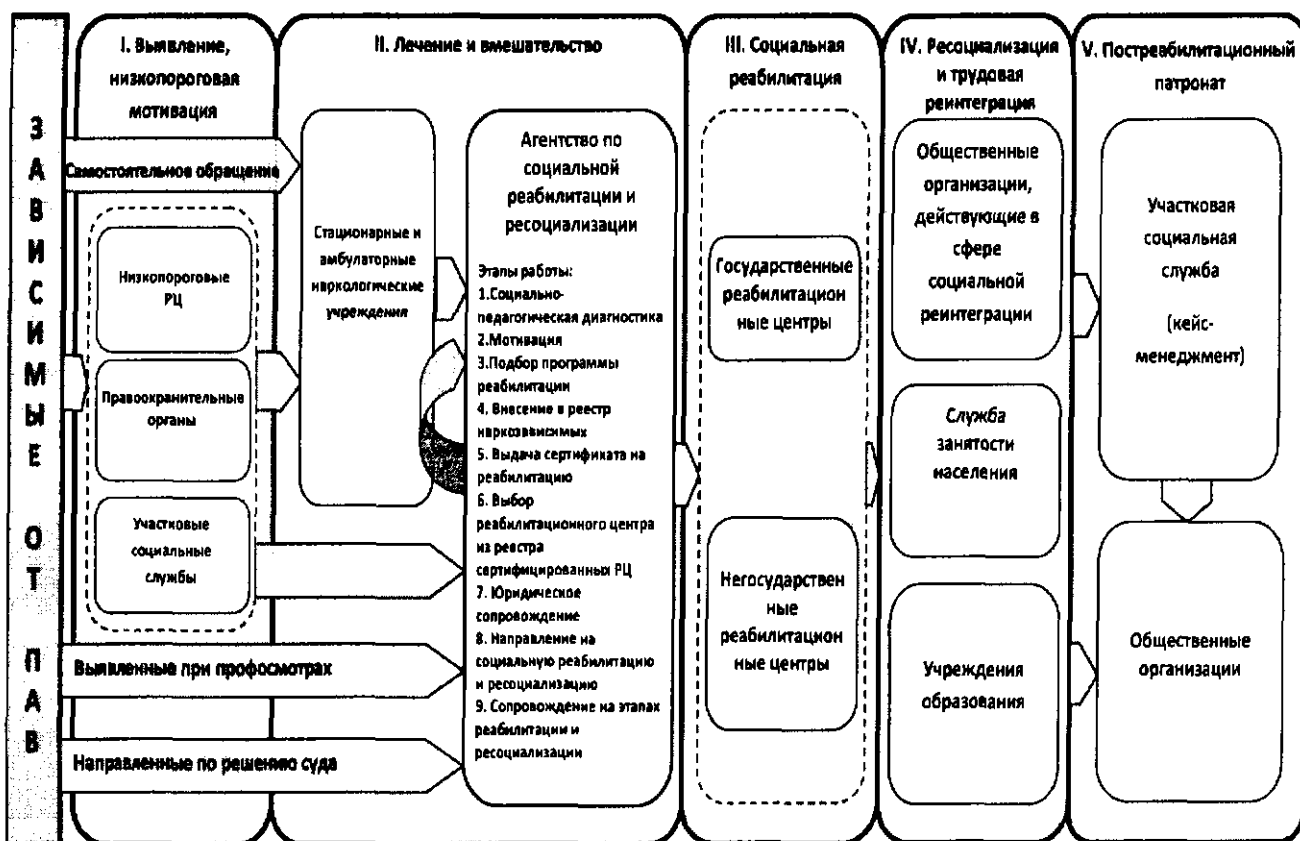 ЗАВИСИМЫЕ ОТ ПАВ
I. Выявление,
низкопороговая
мотивация
Самостоятельное обращение
Низкопороговые
РЦ
Правоохранительные
органы
Участковые
социальные
службы
Выявленные при профосмотрах
Направленные по решению суда
II. Лечение и вмешательство
Стационарные и
амбулаторные
наркологические
учреждения
Агентство по
социальной
реабилитации и
ресоциализации
Этапы работы:
1.Социально-
педагогическая диагностика
2.Мотивация
3.Подбор программы
реабилитации
4. Внесение в реестр
наркозависимых
5. Выдача сертификата на
реабилитацию
6. Выбор
реабилитационного центра
из реестра
сертифицированных РЦ
7. Юридическое
сопровождение
8. Направление на
социальную реабилитацию
и ресоциализацию
9. Сопровождение на этапах
реабилитации и
ресоциализации
III. Социальная
реабилитация
Государственные
реабилитацион
ные центры
Негосударствен
ные
реабилитацион
ные центры
IV. Ресоциализация
и трудовая
реинтеграция
Общественные
организации,
действующие в
сфере
социальной
реинтеграции
Служба
занятости
населения
Учреждения
образования
V. Постреабилитационный
патронат
Участковая
социальная
служба
(кейс-
менеджмент)
Общественные
организации